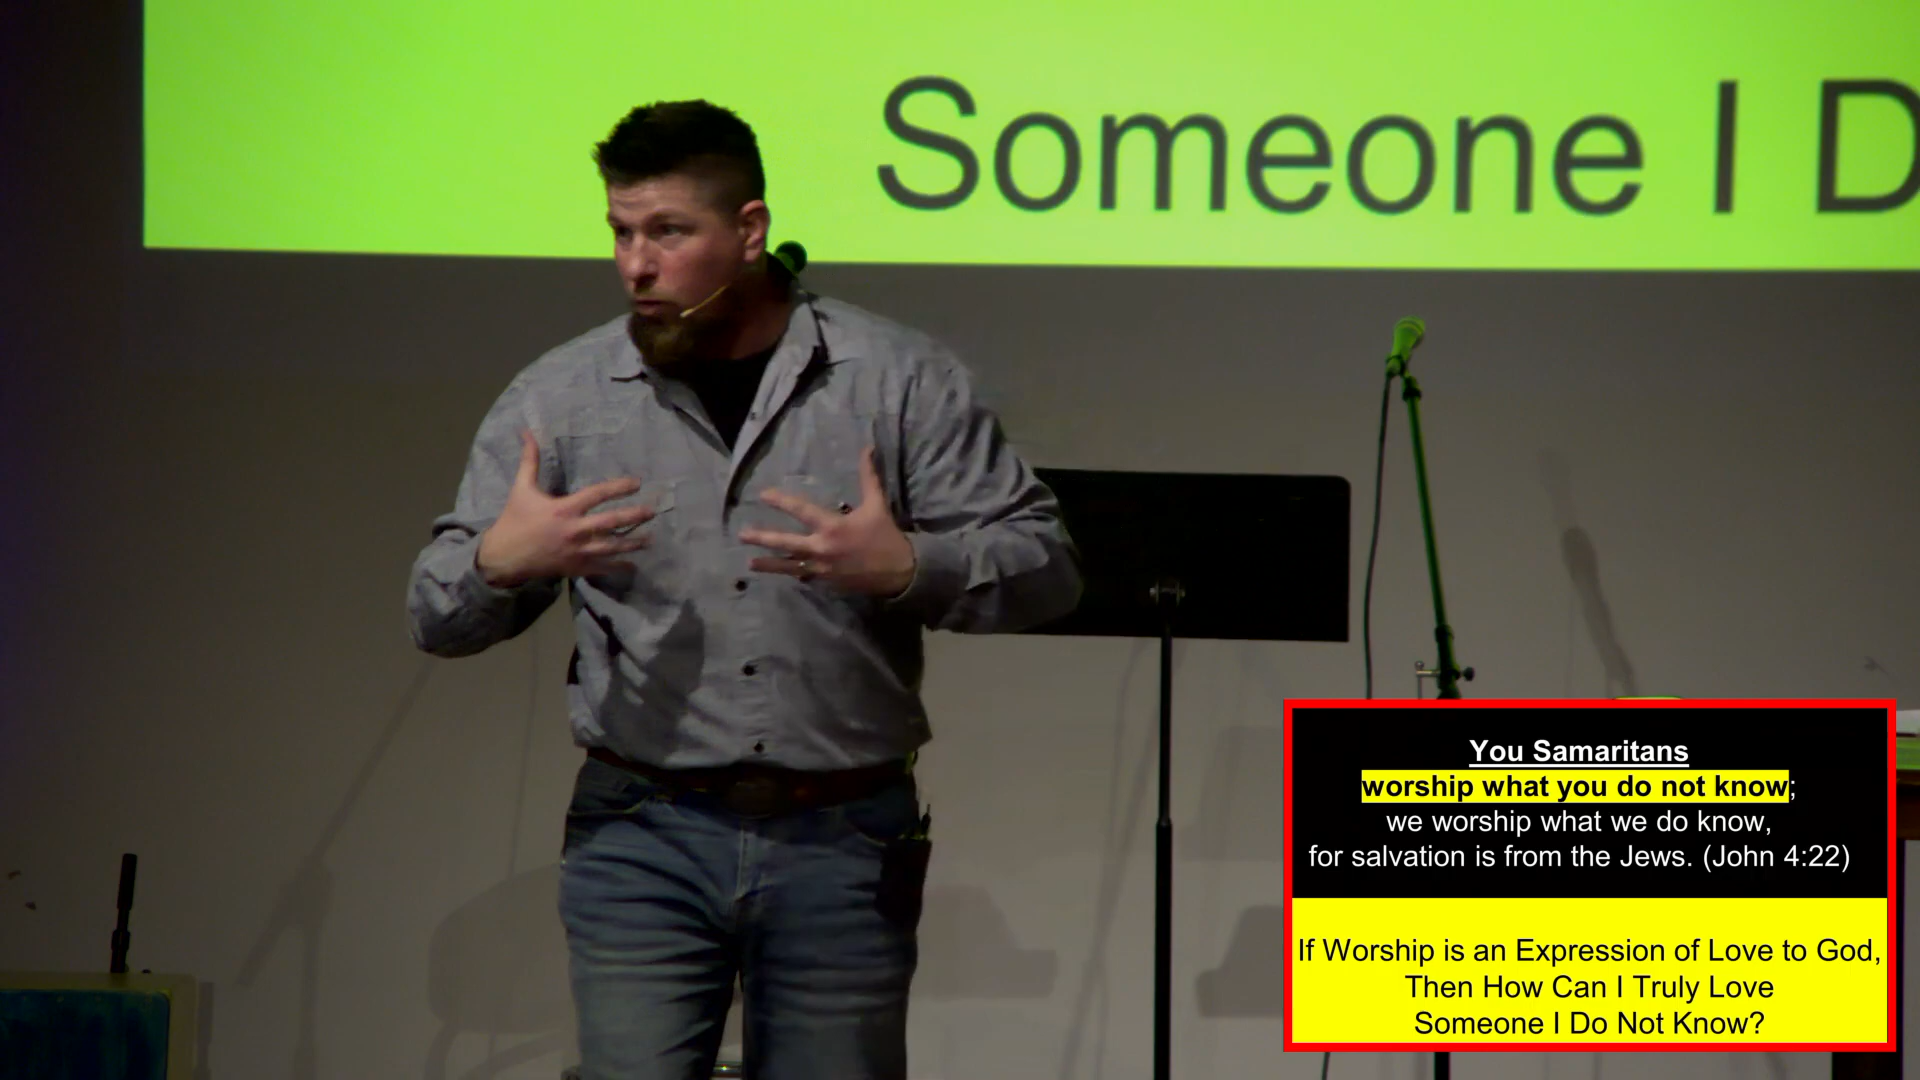 Someone I D
You Samaritans
worship what you do not know;
we worship what we do know,
for salvation is from the Jews. (John 4:22)
If Worship is an Expression of Love to God,
Then How Can I Truly Love
Someone I Do Not Know?